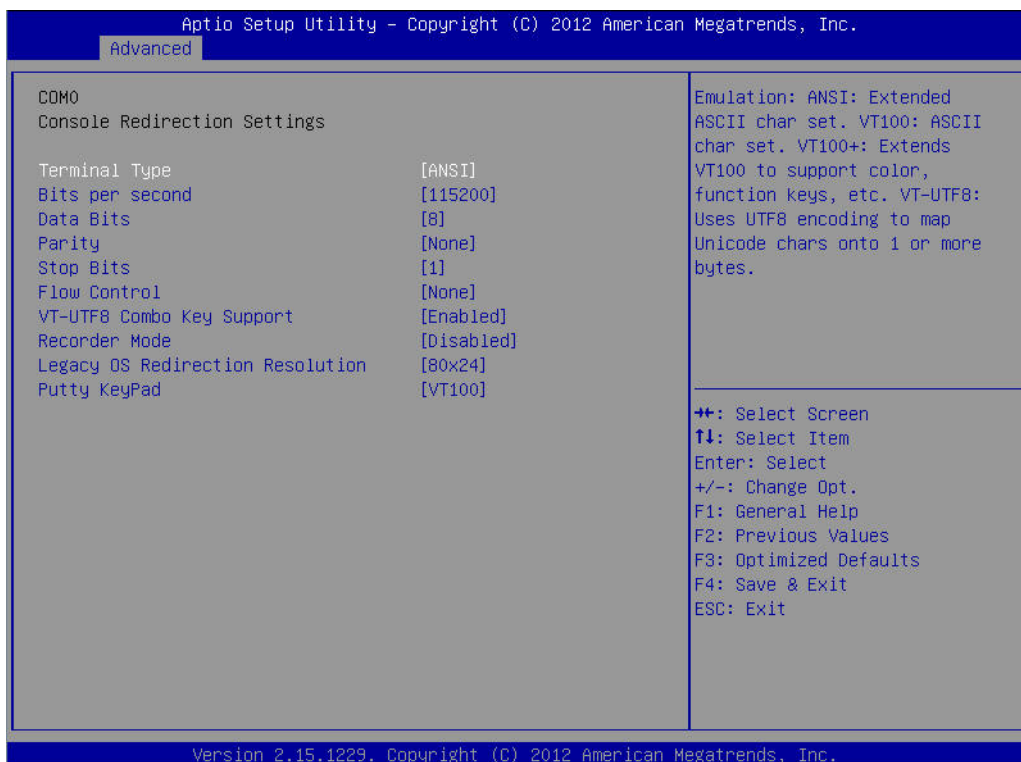 Aptio Setup Utility – Copyright (C) 2012 American Megatrends, Inc.
Advanced
COM0
Console Redirection Settings
Terminal Type [ANSI]
Bits per second [115200]
Data Bits [8]
Parity [None]
Stop Bits [1]
Flow Control [None]
VT-UTF8 Combo Key Support [Enabled]
Recorder Mode [Disabled]
Legacy OS Redirection Resolution [80x24]
Putty KeyPad [VT100]
Emulation: ANSI: Extended
ASCII char set. VT100: ASCII
char set. VT100+: Extends
VT100 to support color,
function keys, etc. VT-UTF8:
Uses UTF8 encoding to map
Unicode chars onto 1 or more
bytes.
→←: Select Screen
↑↓: Select Item
Enter: Select
+/-: Change Opt.
F1: General Help
F2: Previous Values
F3: Optimized Defaults
F4: Save & Exit
ESC: Exit
Version 2.15.1229. Copyright (C) 2012 American Megatrends, Inc.